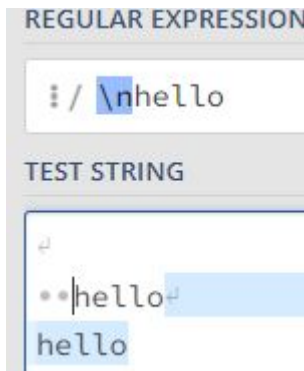 REGULAR EXPRESSION
⋮/ \nhello
TEST STRING
↵
··hello↵
hello